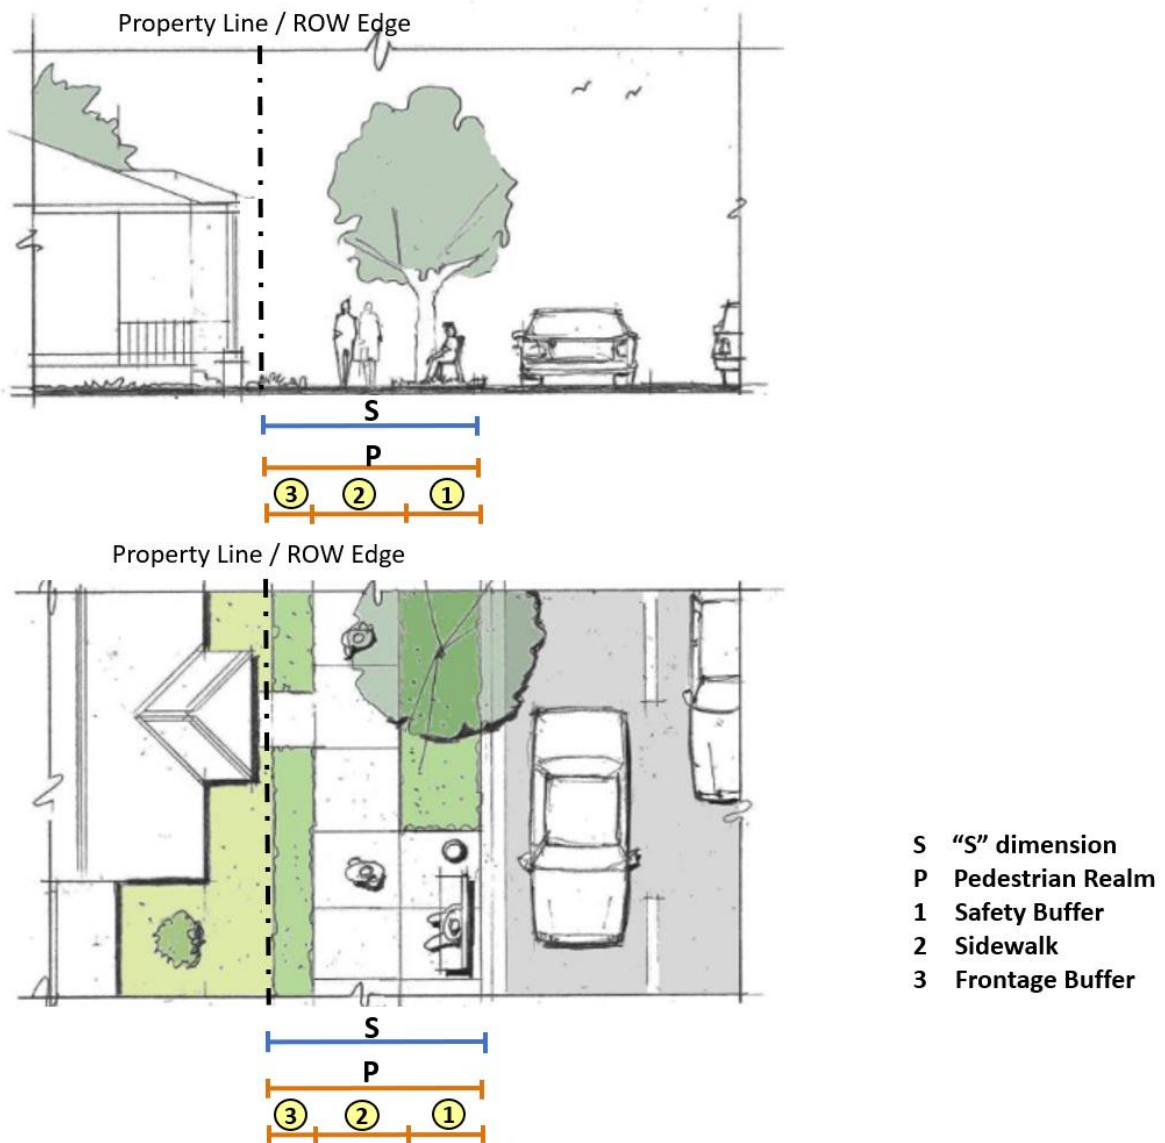 Property Line / ROW Edge
S
P
3 2 1
Property Line / ROW Edge
S "S" dimension
P Pedestrian Realm
1 Safety Buffer
2 Sidewalk
3 Frontage Buffer
S
P
3 2 1